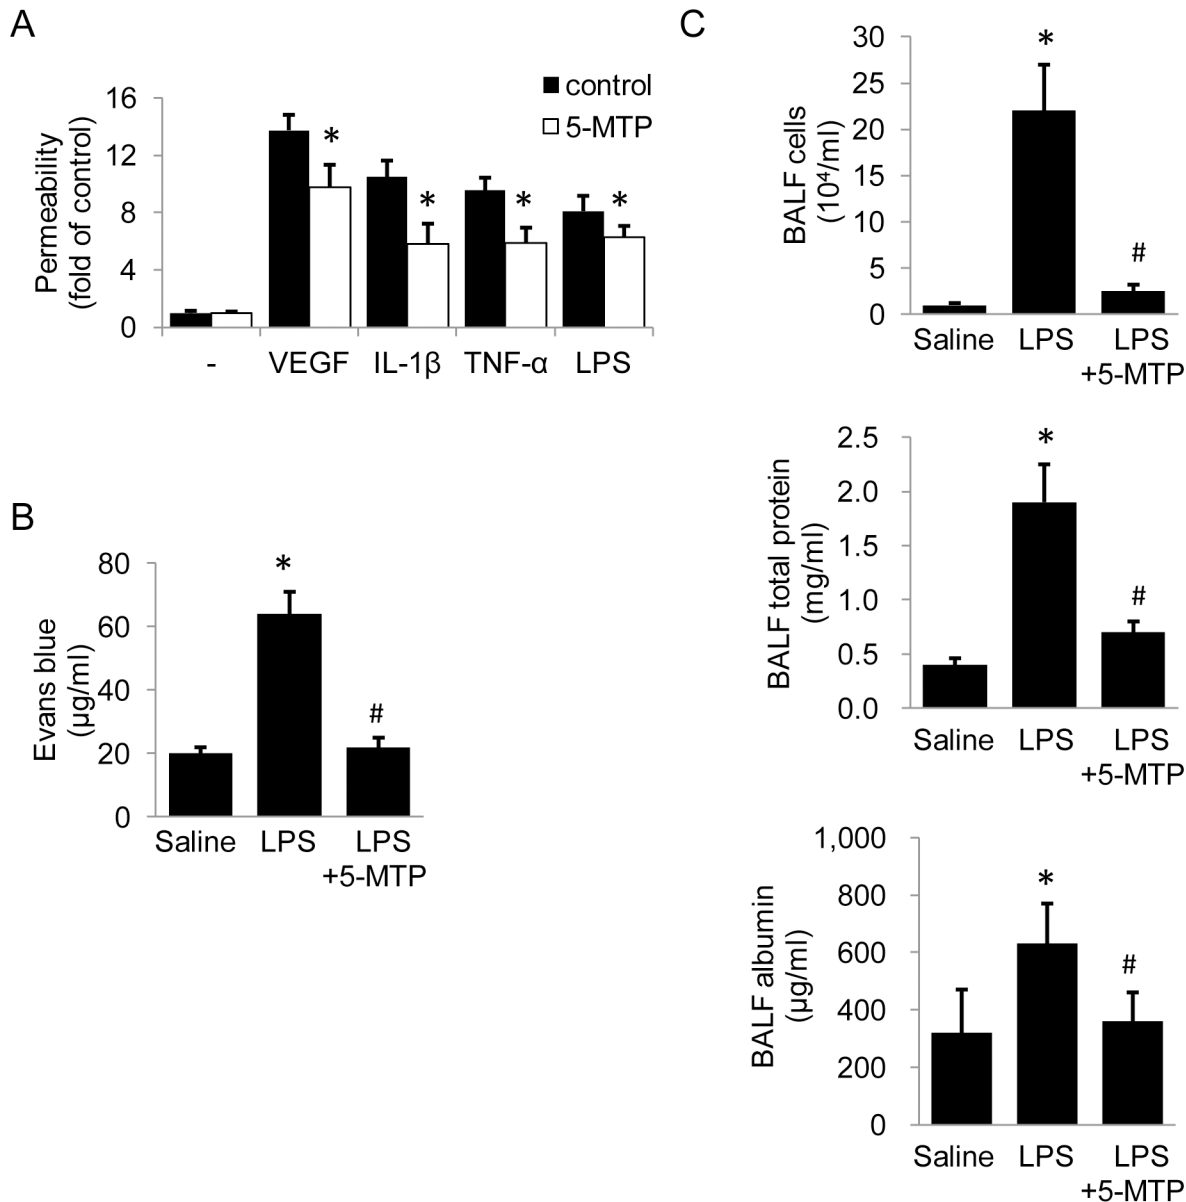 A
control
5-MTP
Permeability
(fold of control)
16
12
8
4
0
*
*
*
*
-
VEGF
IL-1β
TNF-α
LPS
B
Evans blue
(µg/ml)
80
60
40
20
0
*
#
Saline
LPS
LPS
+5-MTP
C
BALF cells
(10⁴/ml)
30
25
20
15
10
5
0
*
#
Saline
LPS
LPS
+5-MTP
BALF total protein
(mg/ml)
2.5
2.0
1.5
1.0
0.5
0.0
*
#
Saline
LPS
LPS
+5-MTP
BALF albumin
(µg/ml)
1,000
800
600
400
200
0
*
#
Saline
LPS
LPS
+5-MTP